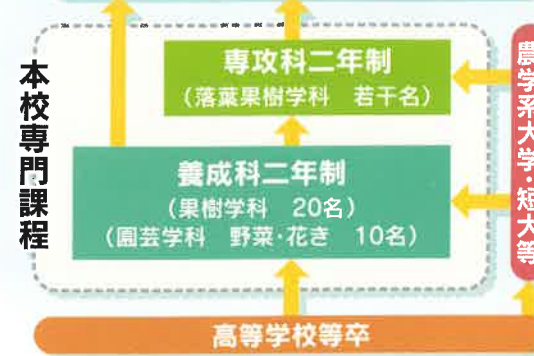 本校専門課程
専攻科二年制
(落葉果樹学科 若干名)
養成科二年制
(果樹学科 20名)
(園芸学科 野菜・花き 10名)
農学系大学・短大等
高等学校等卒